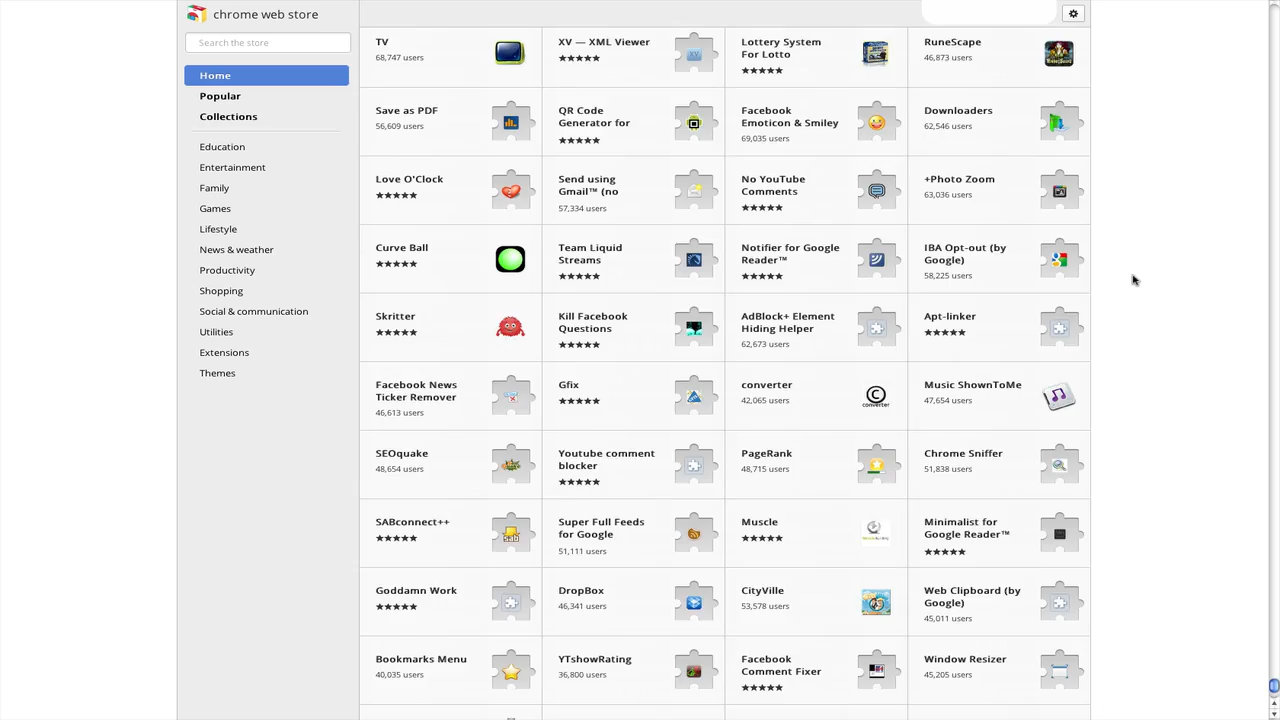 chrome web store
Search the store
Home
Popular
Collections
Education
Entertainment
Family
Games
Lifestyle
News & weather
Productivity
Shopping
Social & communication
Utilities
Extensions
Themes
TV
68,747 users
XV — XML Viewer
★★★★★
Lottery System
For Lotto
★★★★★
RuneScape
46,873 users
Save as PDF
56,609 users
QR Code
Generator for
★★★★★
Facebook
Emoticon & Smiley
69,035 users
Downloaders
62,546 users
Love O'Clock
★★★★★
Send using
Gmail™ (no
57,334 users
No YouTube
Comments
★★★★★
+Photo Zoom
63,036 users
Curve Ball
★★★★★
Team Liquid
Streams
★★★★★
Notifier for Google
Reader™
★★★★★
IBA Opt-out (by
Google)
58,225 users
Skritter
★★★★★
Kill Facebook
Questions
★★★★★
AdBlock+ Element
Hiding Helper
62,673 users
Apt-linker
★★★★★
Facebook News
Ticker Remover
46,613 users
Gfix
★★★★★
converter
42,065 users
C
converter
Music ShownToMe
47,654 users
SEOquake
48,654 users
Youtube comment
blocker
★★★★★
PageRank
48,715 users
Chrome Sniffer
51,838 users
SABconnect++
★★★★★
sab
Super Full Feeds
for Google
51,111 users
Muscle
★★★★★
Minimalist for
Google Reader™
★★★★★
Goddamn Work
★★★★★
DropBox
46,341 users
CityVille
53,578 users
Web Clipboard (by
Google)
45,011 users
Bookmarks Menu
40,035 users
YTshowRating
36,800 users
Facebook
Comment Fixer
★★★★★
Window Resizer
45,205 users